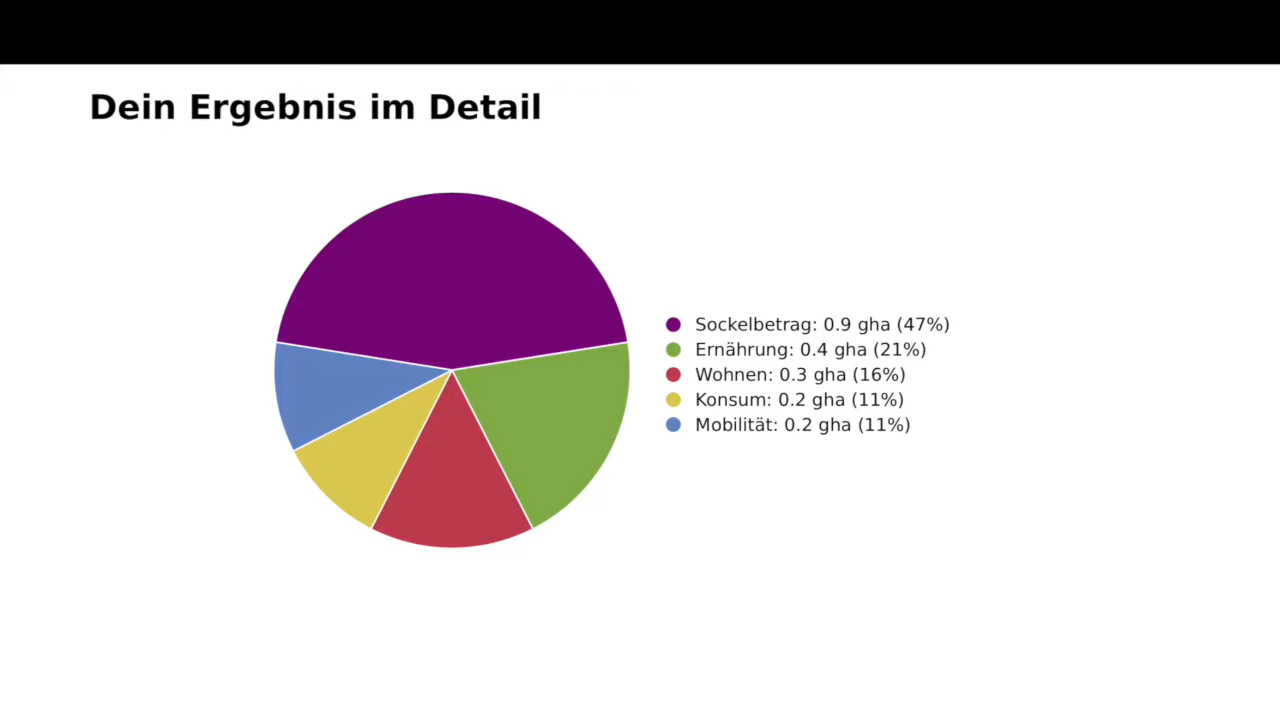 Dein Ergebnis im Detail
Sockelbetrag: 0.9 gha (47%)
Ernährung: 0.4 gha (21%)
Wohnen: 0.3 gha (16%)
Konsum: 0.2 gha (11%)
Mobilität: 0.2 gha (11%)